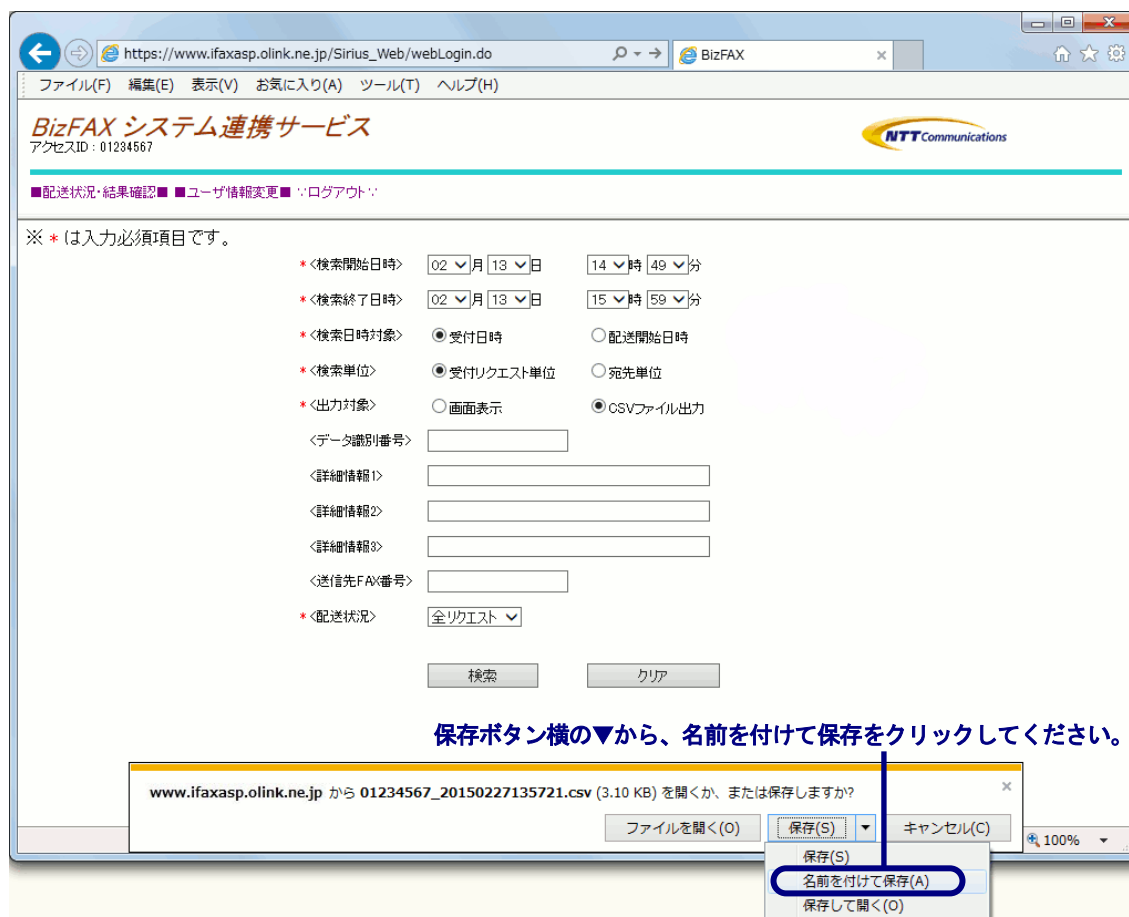 https://www.ifaxasp.olink.ne.jp/Sirius_Web/webLogin.do
BizFAX
ファイル(F) 編集(E) 表示(V) お気に入り(A) ツール(T) ヘルプ(H)
BizFAX システム連携サービス
アクセスID：01234567
NTT Communications
■配送状況・結果確認■ ■ユーザ情報変更■ ∵ログアウト∵
※ * は入力必須項目です。
*<検索開始日時> 02 月 13 日 14 時 49 分
*<検索終了日時> 02 月 13 日 15 時 59 分
*<検索日時対象> 受付日時 配送開始日時
*<検索単位> 受付リクエスト単位 宛先単位
*<出力対象> 画面表示 CSVファイル出力
<データ識別番号>
<詳細情報1>
<詳細情報2>
<詳細情報3>
<送信先FAX番号>
*<配送状況> 全リクエスト
検索 クリア
保存ボタン横の▼から、名前を付けて保存をクリックしてください。
www.ifaxasp.olink.ne.jp から 01234567_20150227135721.csv (3.10 KB) を開くか、または保存しますか?
ファイルを開く(O) 保存(S) ▼ キャンセル(C)
100%
保存(S)
名前を付けて保存(A)
保存して開く(O)